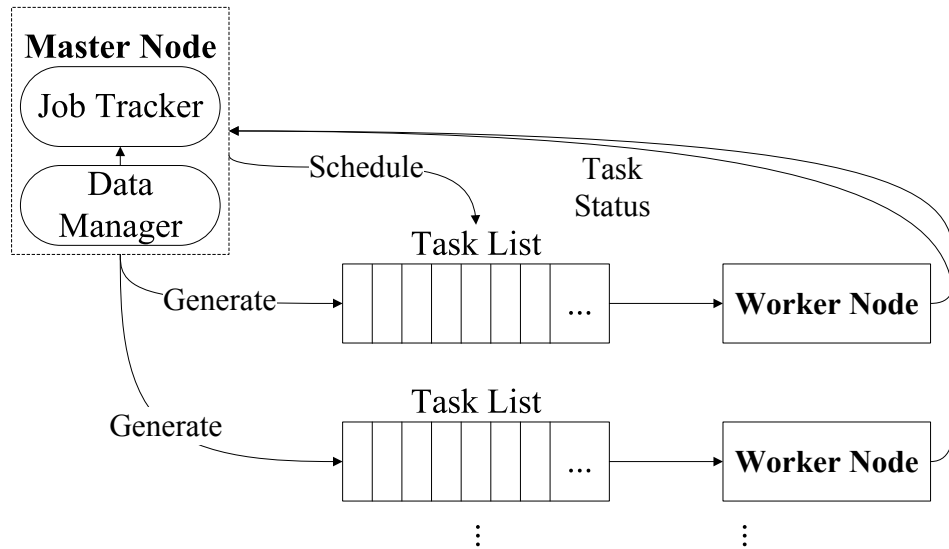 Master Node
Job Tracker
Data
Manager
Schedule
Task
Status
Task List
Generate
...
Worker Node
Task List
Generate
...
Worker Node
...
...